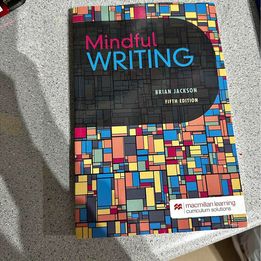 Mindful
WRITING
BRIAN JACKSON
FIFTH EDITION
macmillan learning
curriculum solutions